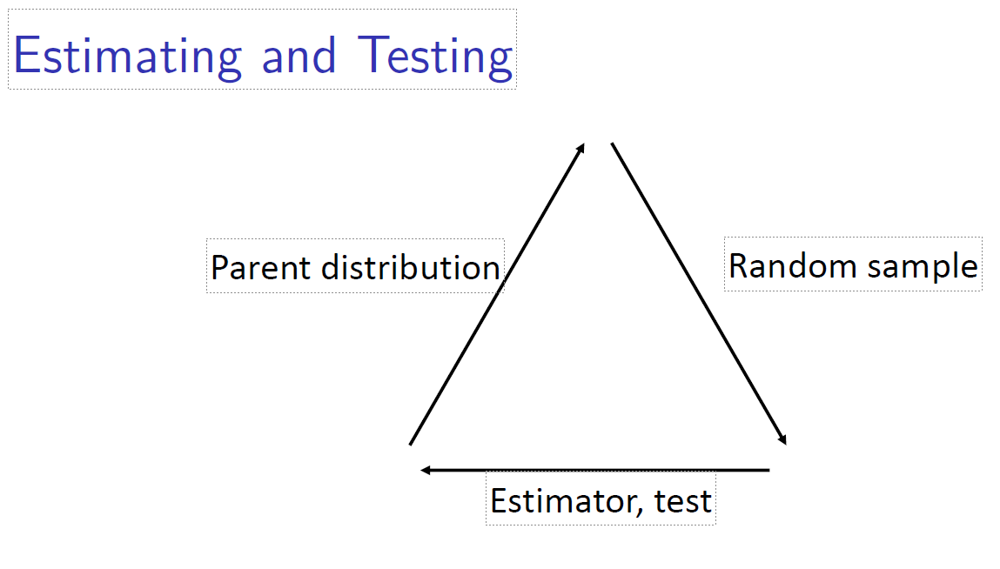 Estimating and Testing
Parent distribution
Random sample
Estimator, test